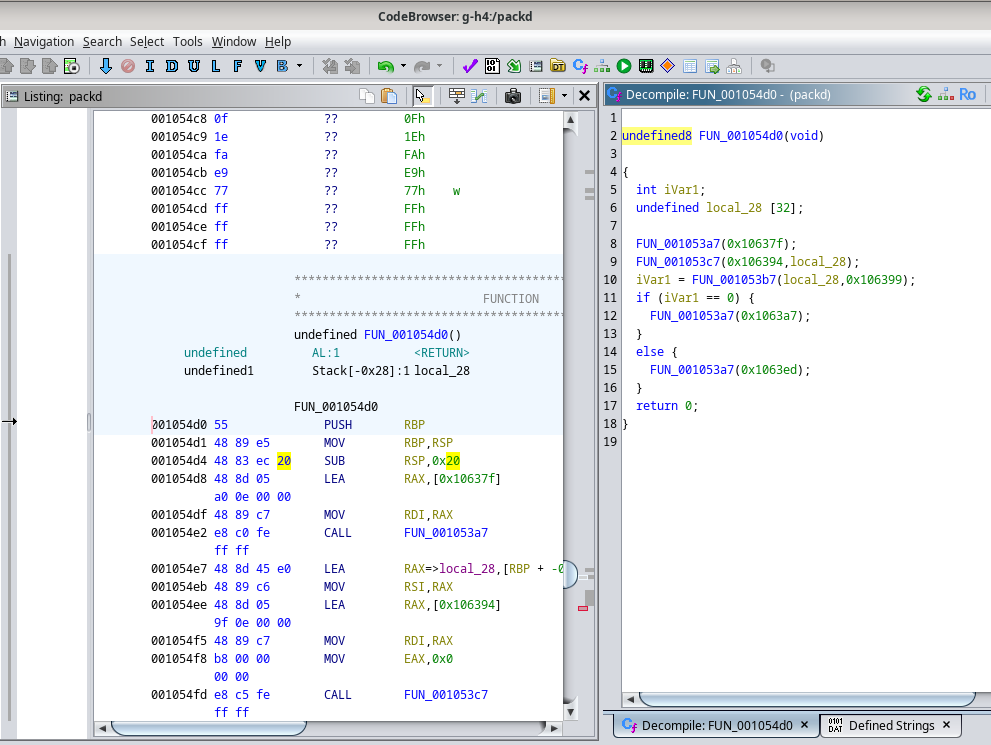 CodeBrowser: g-h4:/packd
h Navigation Search Select Tools Window Help
I D U L F V B
Listing: packd
001054c8 0f ?? 0Fh
001054c9 1e ?? 1Eh
001054ca fa ?? FAh
001054cb e9 ?? E9h
001054cc 77 ?? 77h w
001054cd ff ?? FFh
001054ce ff ?? FFh
001054cf ff ?? FFh
**************************************
* FUNCTION
**************************************
undefined FUN_001054d0()
undefined AL:1 <RETURN>
undefined1 Stack[-0x28]:1 local_28
FUN_001054d0
001054d0 55 PUSH RBP
001054d1 48 89 e5 MOV RBP,RSP
001054d4 48 83 ec 20 SUB RSP,0x20
001054d8 48 8d 05 LEA RAX,[0x10637f]
a0 0e 00 00
001054df 48 89 c7 MOV RDI,RAX
001054e2 e8 c0 fe CALL FUN_001053a7
ff ff
001054e7 48 8d 45 e0 LEA RAX=>local_28,[RBP + -0
001054eb 48 89 c6 MOV RSI,RAX
001054ee 48 8d 05 LEA RAX,[0x106394]
9f 0e 00 00
001054f5 48 89 c7 MOV RDI,RAX
001054f8 b8 00 00 MOV EAX,0x0
00 00
001054fd e8 c5 fe CALL FUN_001053c7
ff ff
Decompile: FUN_001054d0 - (packd)
Ro
1
2 undefined8 FUN_001054d0(void)
3
4 {
5 int iVar1;
6 undefined local_28 [32];
7
8 FUN_001053a7(0x10637f);
9 FUN_001053c7(0x106394,local_28);
10 iVar1 = FUN_001053b7(local_28,0x106399);
11 if (iVar1 == 0) {
12 FUN_001053a7(0x1063a7);
13 }
14 else {
15 FUN_001053a7(0x1063ed);
16 }
17 return 0;
18 }
19
Decompile: FUN_001054d0 ×
Defined Strings ×